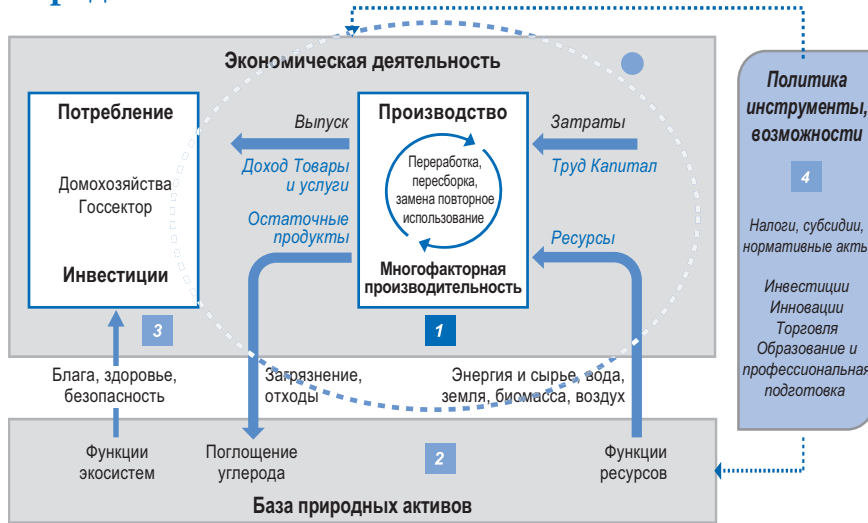 Экономическая деятельность
Потребление
Домохозяйства
Госсектор
Инвестиции
3
Выпуск
Доход Товары
и услуги
Остаточные
продукты
Производство
Переработка,
пересборка,
замена повторное
использование
Многофакторная
производительность
1
Затраты
Труд Капитал
Ресурсы
Политика
инструменты,
возможности
4
Налоги, субсидии,
нормативные акты
Инвестиции
Инновации
Торговля
Образование и
профессиональная
подготовка
Блага, здоровье,
безопасность
Загрязнение,
отходы
Энергия и сырье, вода,
земля, биомасса, воздух
Функции
экосистем
Поглощение
углерода
2
Функции
ресурсов
База природных активов